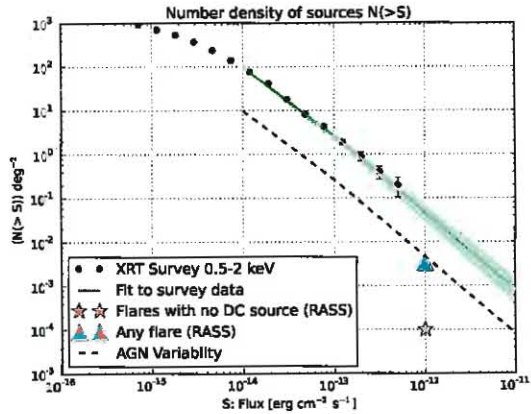 Number density of sources N(>S)
10³
10²
10¹
10⁰
10⁻¹
10⁻²
10⁻³
10⁻⁴
10⁻⁵
(N(> S)) deg⁻²
XRT Survey 0.5-2 keV
Fit to survey data
Flares with no DC source (RASS)
Any flare (RASS)
AGN Variability
10⁻¹⁶ 10⁻¹⁵ 10⁻¹⁴ 10⁻¹³ 10⁻¹² 10⁻¹¹
S: Flux [erg cm⁻² s⁻¹]